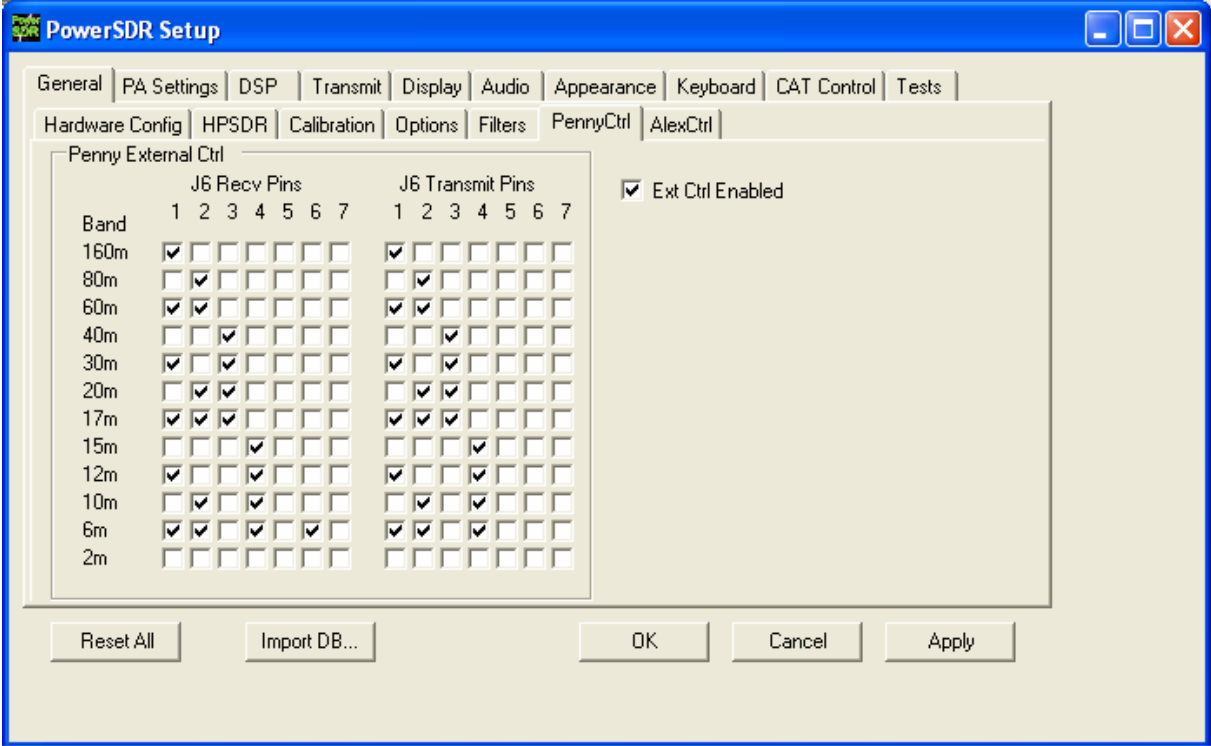 PowerSDR Setup
General PA Settings DSP Transmit Display Audio Appearance Keyboard CAT Control Tests
Hardware Config HPSDR Calibration Options Filters PennyCtrl AlexCtrl
Penny External Ctrl
J6 Recv Pins J6 Transmit Pins
Ext Ctrl Enabled
Band 1 2 3 4 5 6 7 1 2 3 4 5 6 7
160m
80m
60m
40m
30m
20m
17m
15m
12m
10m
6m
2m
Reset All Import DB... OK Cancel Apply